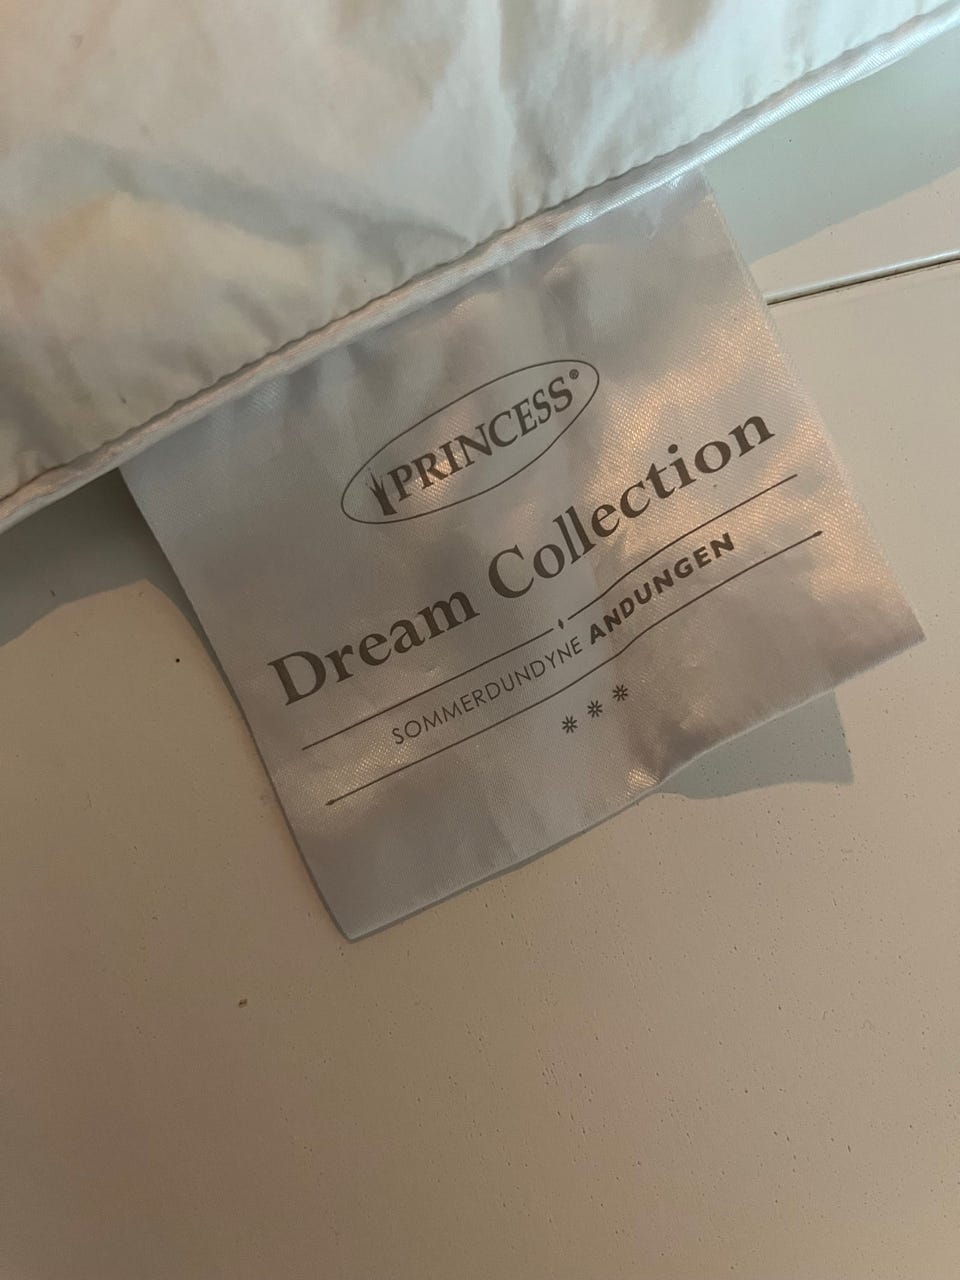 PRINCESS®
Dream Collection
SOMMERDUNDYNE ANDUNGEN
***